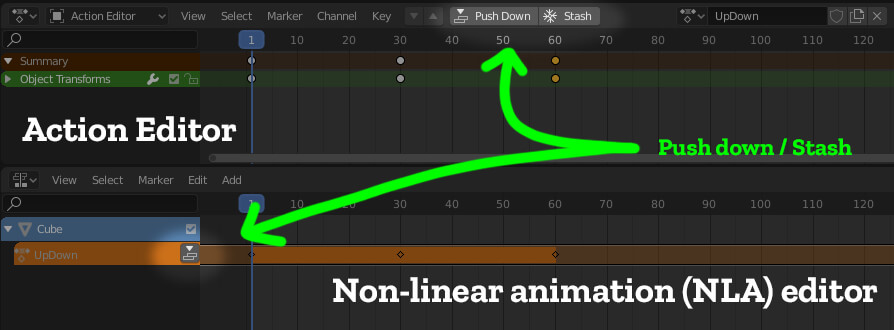 Action Editor View Select Marker Channel Key Push Down Stash UpDown
1 10 20 30 40 50 60 70 80 90 100 110 120
Summary
Object Transforms
Action Editor
Push down / Stash
View Select Marker Edit Add
1 10 20 30 40 50 60 70 80 90 100 110 120
Cube
UpDown
Non-linear animation (NLA) editor